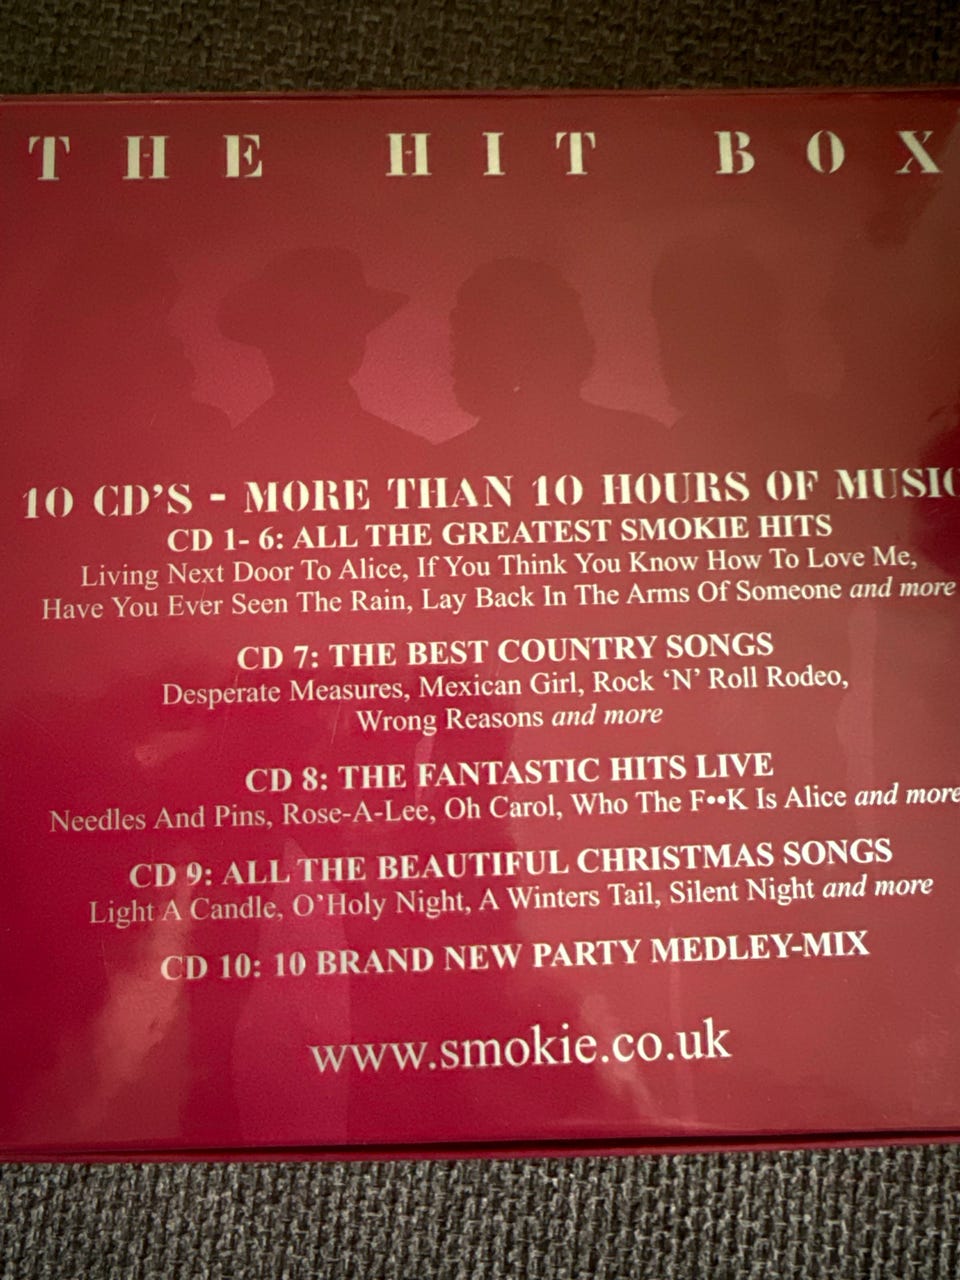 THE HIT BOX
10 CD'S - MORE THAN 10 HOURS OF MUSIC
CD 1- 6: ALL THE GREATEST SMOKIE HITS
Living Next Door To Alice, If You Think You Know How To Love Me,
Have You Ever Seen The Rain, Lay Back In The Arms Of Someone and more
CD 7: THE BEST COUNTRY SONGS
Desperate Measures, Mexican Girl, Rock ‘N’ Roll Rodeo,
Wrong Reasons and more
CD 8: THE FANTASTIC HITS LIVE
Needles And Pins, Rose-A-Lee, Oh Carol, Who The F••K Is Alice and more
CD 9: ALL THE BEAUTIFUL CHRISTMAS SONGS
Light A Candle, O’Holy Night, A Winters Tail, Silent Night and more
CD 10: 10 BRAND NEW PARTY MEDLEY-MIX
www.smokie.co.uk